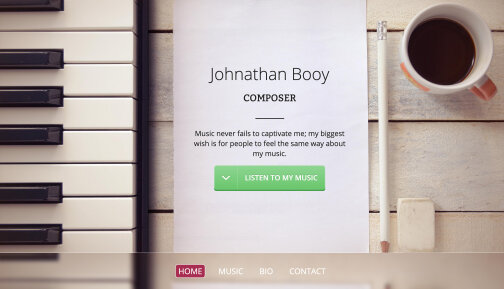 Johnathan Booy
COMPOSER
Music never fails to captivate me; my biggest
wish is for people to feel the same way about
my music.
LISTEN TO MY MUSIC
HOME MUSIC BIO CONTACT